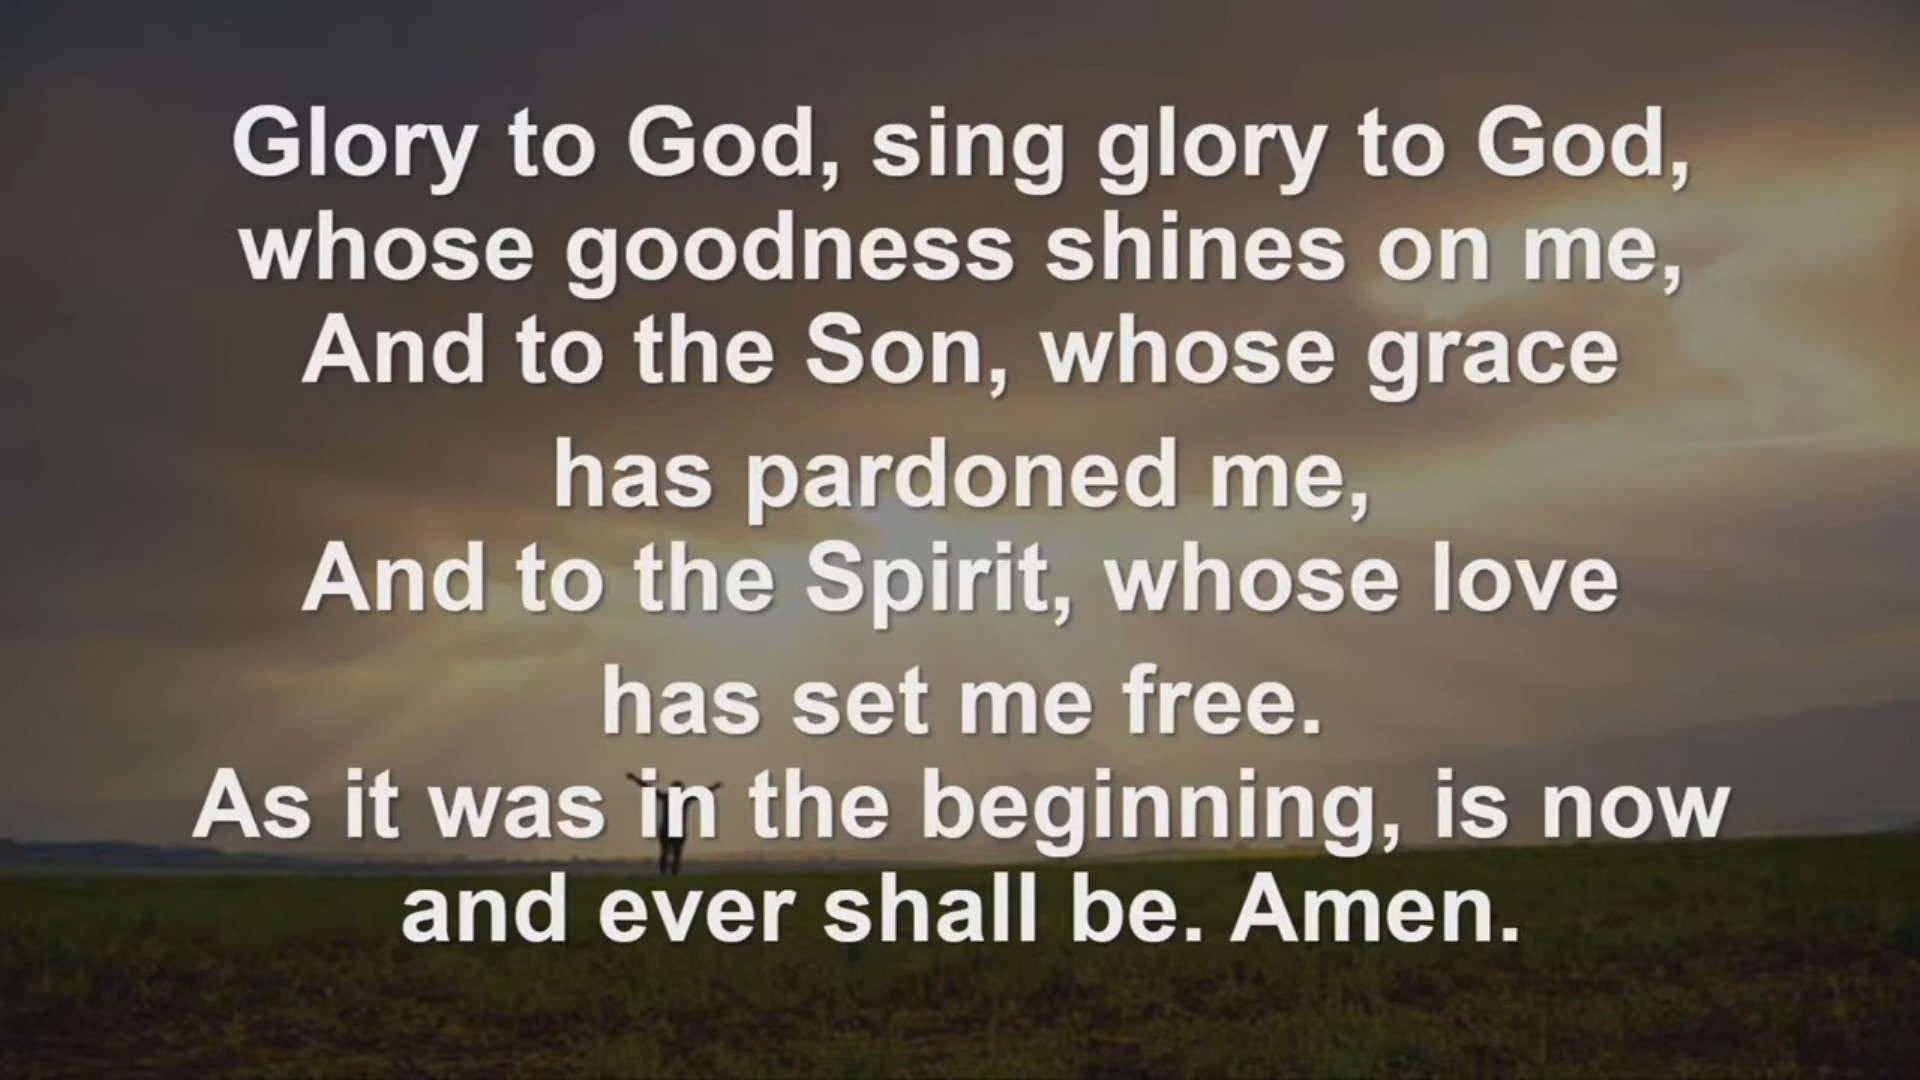 Glory to God, sing glory to God,
whose goodness shines on me,
And to the Son, whose grace
has pardoned me,
And to the Spirit, whose love
has set me free.
As it was in the beginning, is now
and ever shall be. Amen.